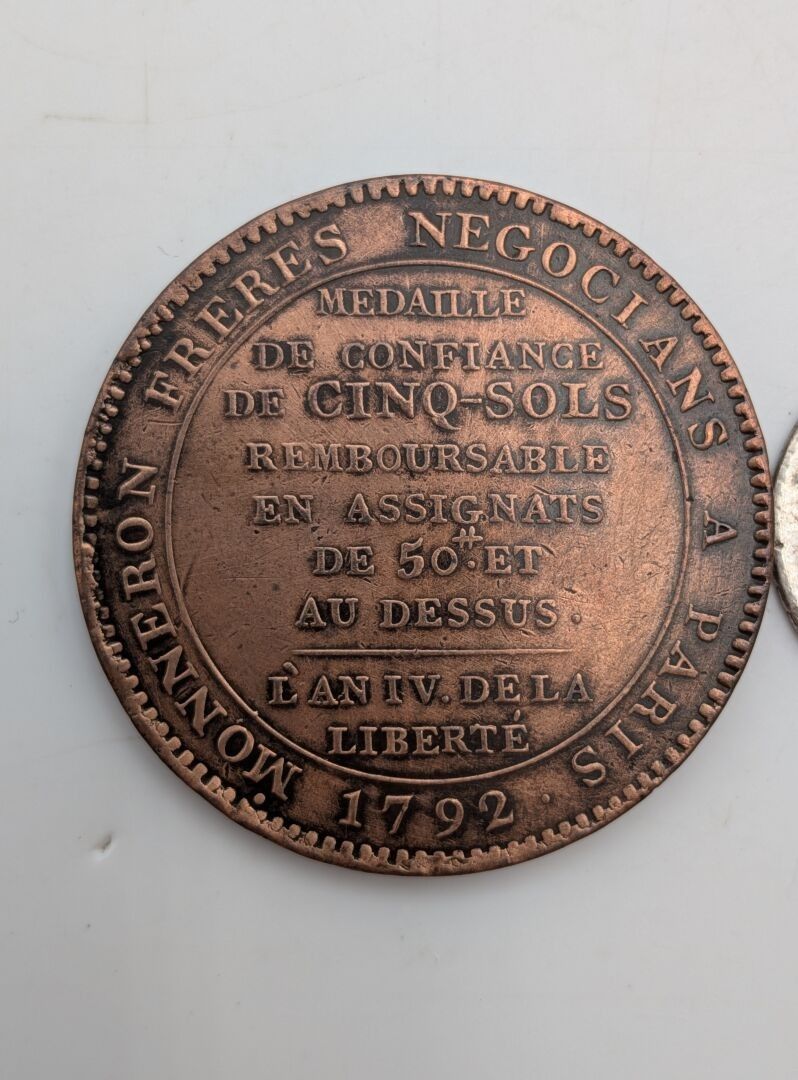 MONNERON FRERES NEGOCIANS A PARIS
MEDAILLE
DE CONFIANCE
DE CINQ-SOLS
REMBOURSABLE
EN ASSIGNATS
DE 50.# ET
AU DESSUS.
L'AN IV. DE LA
LIBERTÉ
· 1792 ·